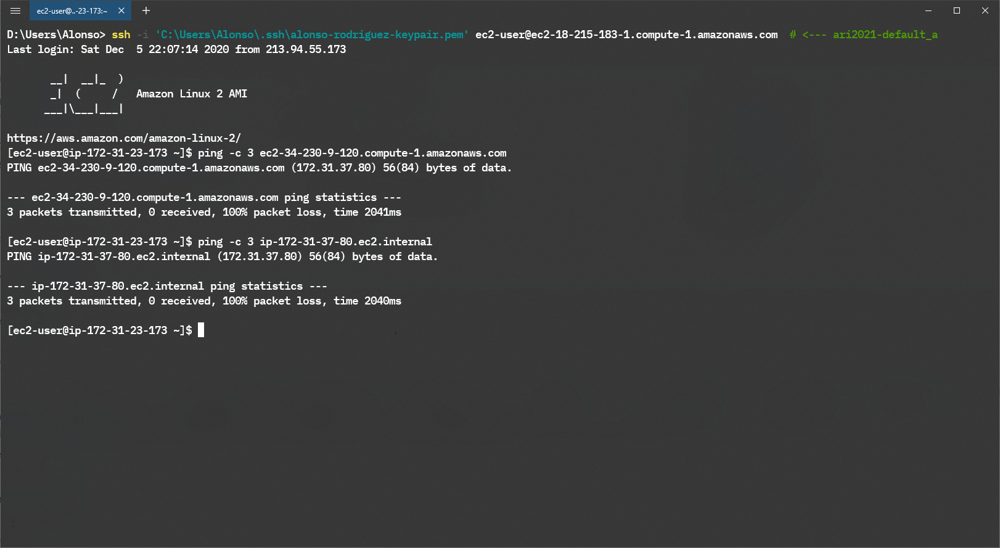 ec2-user@..-23-173:~
D:\Users\Alonso> ssh -i 'C:\Users\Alonso\.ssh\alonso-rodriguez-keypair.pem' ec2-user@ec2-18-215-183-1.compute-1.amazonaws.com  # <--- ari2021-default_a
Last login: Sat Dec  5 22:07:14 2020 from 213.94.55.173

       __|  __|_  )
       _|  (     /   Amazon Linux 2 AMI
      ___|\___|___|

https://aws.amazon.com/amazon-linux-2/
[ec2-user@ip-172-31-23-173 ~]$ ping -c 3 ec2-34-230-9-120.compute-1.amazonaws.com
PING ec2-34-230-9-120.compute-1.amazonaws.com (172.31.37.80) 56(84) bytes of data.

--- ec2-34-230-9-120.compute-1.amazonaws.com ping statistics ---
3 packets transmitted, 0 received, 100% packet loss, time 2041ms

[ec2-user@ip-172-31-23-173 ~]$ ping -c 3 ip-172-31-37-80.ec2.internal
PING ip-172-31-37-80.ec2.internal (172.31.37.80) 56(84) bytes of data.

--- ip-172-31-37-80.ec2.internal ping statistics ---
3 packets transmitted, 0 received, 100% packet loss, time 2040ms

[ec2-user@ip-172-31-23-173 ~]$